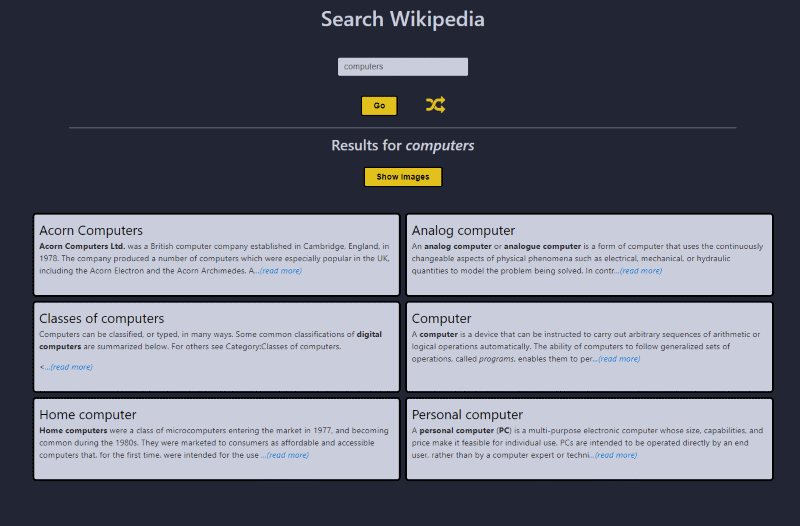 Search Wikipedia
computers
Go
Results for computers
Show Images
Acorn Computers
Acorn Computers Ltd. was a British computer company established in Cambridge, England, in
1978. The company produced a number of computers which were especially popular in the UK,
including the Acorn Electron and the Acorn Archimedes. A...(read more)
Analog computer
An analog computer or analogue computer is a form of computer that uses the continuously
changeable aspects of physical phenomena such as electrical, mechanical, or hydraulic
quantities to model the problem being solved. In contr...(read more)
Classes of computers
Computers can be classified, or typed, in many ways. Some common classifications of digital
computers are summarized below. For others see Category:Classes of computers.
<...(read more)
Computer
A computer is a device that can be instructed to carry out arbitrary sequences of arithmetic or
logical operations automatically. The ability of computers to follow generalized sets of
operations, called programs, enables them to per...(read more)
Home computer
Home computers were a class of microcomputers entering the market in 1977, and becoming
common during the 1980s. They were marketed to consumers as affordable and accessible
computers that, for the first time, were intended for the use ...(read more)
Personal computer
A personal computer (PC) is a multi-purpose electronic computer whose size, capabilities, and
price make it feasible for individual use. PCs are intended to be operated directly by an end
user, rather than by a computer expert or techni...(read more)